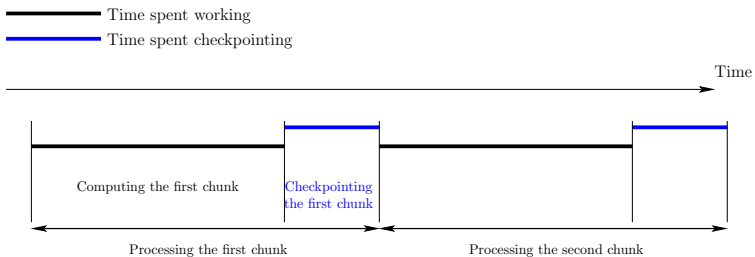 Time spent working
Time spent checkpointing
Time
Computing the first chunk
Checkpointing
the first chunk
Processing the first chunk
Processing the second chunk